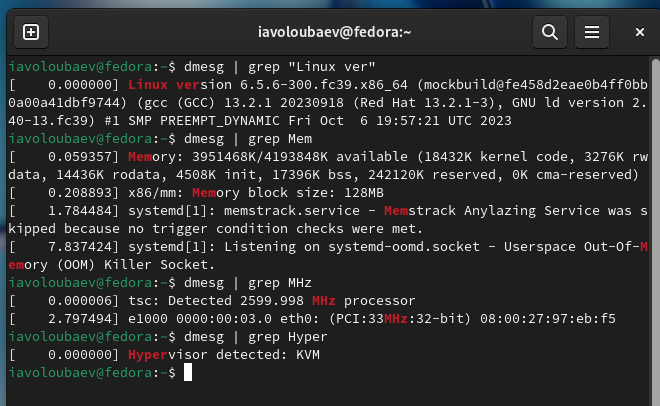 iavoloubaev@fedora:~
iavoloubaev@fedora:~$ dmesg | grep "Linux ver"
[    0.000000] Linux version 6.5.6-300.fc39.x86_64 (mockbuild@fe458d2eae0b4ff0bb
0a00a41dbf9744) (gcc (GCC) 13.2.1 20230918 (Red Hat 13.2.1-3), GNU ld version 2.
40-13.fc39) #1 SMP PREEMPT_DYNAMIC Fri Oct  6 19:57:21 UTC 2023
iavoloubaev@fedora:~$ dmesg | grep Mem
[    0.059357] Memory: 3951468K/4193848K available (18432K kernel code, 3276K rw
data, 14436K rodata, 4508K init, 17396K bss, 242120K reserved, 0K cma-reserved)
[    0.208893] x86/mm: Memory block size: 128MB
[    1.784484] systemd[1]: memstrack.service - Memstrack Anylazing Service was s
kipped because no trigger condition checks were met.
[    7.837424] systemd[1]: Listening on systemd-oomd.socket - Userspace Out-Of-M
emory (OOM) Killer Socket.
iavoloubaev@fedora:~$ dmesg | grep MHz
[    0.000006] tsc: Detected 2599.998 MHz processor
[    2.797494] e1000 0000:00:03.0 eth0: (PCI:33MHz:32-bit) 08:00:27:97:eb:f5
iavoloubaev@fedora:~$ dmesg | grep Hyper
[    0.000000] Hypervisor detected: KVM
iavoloubaev@fedora:~$